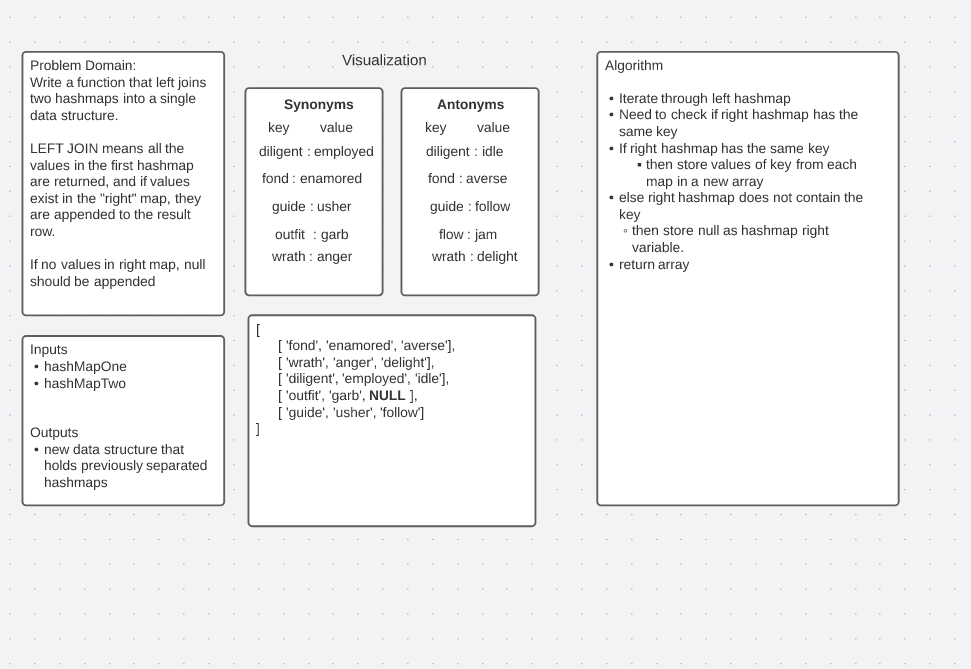 Problem Domain:
Write a function that left joins
two hashmaps into a single
data structure.
LEFT JOIN means all the
values in the first hashmap
are returned, and if values
exist in the "right" map, they
are appended to the result
row.
If no values in right map, null
should be appended
Inputs
• hashMapOne
• hashMapTwo
Outputs
• new data structure that
holds previously separated
hashmaps
Visualization
Synonyms
key value
diligent : employed
fond : enamored
guide : usher
outfit : garb
wrath : anger
Antonyms
key value
diligent : idle
fond : averse
guide : follow
flow : jam
wrath : delight
[
[ 'fond', 'enamored', 'averse'],
[ 'wrath', 'anger', 'delight'],
[ 'diligent', 'employed', 'idle'],
[ 'outfit', 'garb', NULL ],
[ 'guide', 'usher', 'follow']
]
Algorithm
• Iterate through left hashmap
• Need to check if right hashmap has the
same key
• If right hashmap has the same key
▪ then store values of key from each
map in a new array
• else right hashmap does not contain the
key
◦ then store null as hashmap right
variable.
• return array